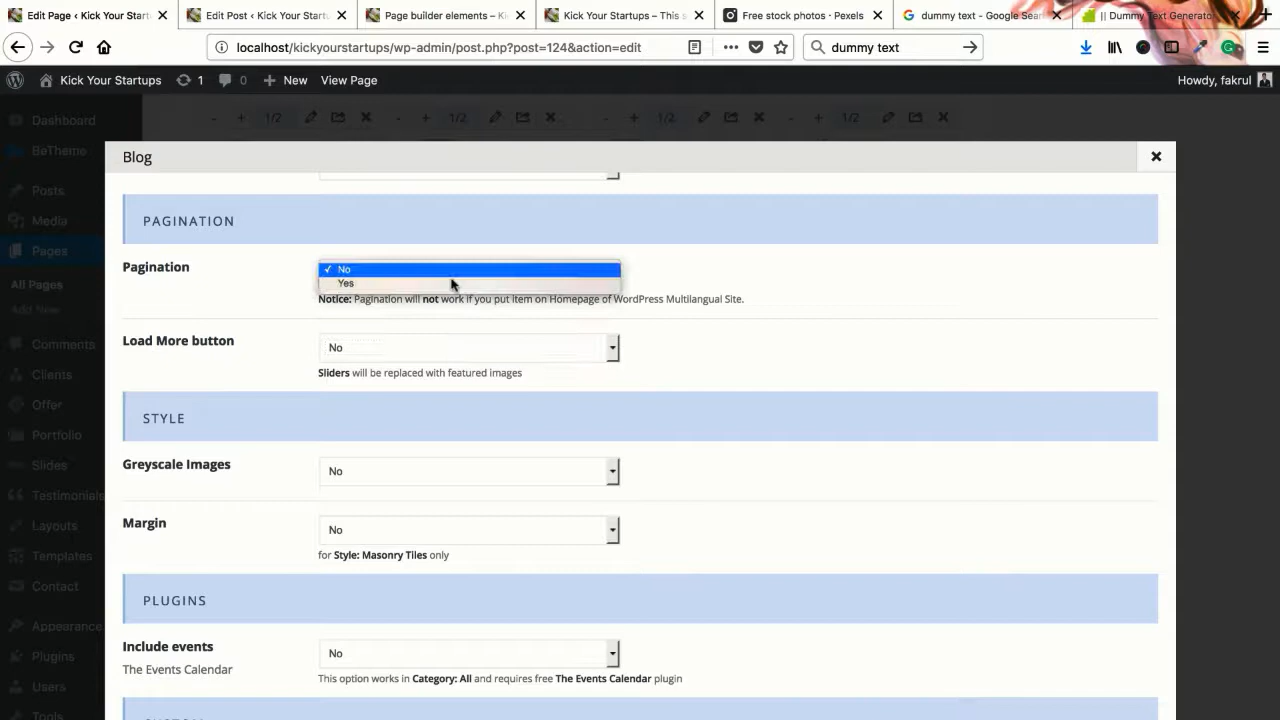 Edit Page ‹ Kick Your Startups
Edit Post ‹ Kick Your Startu
Page builder elements ‹ Ki
Kick Your Startups – This s
Free stock photos · Pexels
dummy text - Google Sear
|| Dummy Text Generator
localhost/kickyourstartups/wp-admin/post.php?post=124&action=edit
dummy text
Kick Your Startups 1 0 New View Page Howdy, fakrul
- + 1/2 - + 1/2 - + 1/2 - + 1/2
Dashboard
BeTheme
Posts
Media
Pages
All Pages
Add New
Comments
Clients
Offer
Portfolio
Slides
Testimonials
Layouts
Templates
Contact
Appearance
Plugins
Users
Tools
Blog
PAGINATION
Pagination
✓ No
Yes
Notice: Pagination will not work if you put item on Homepage of WordPress Multilangual Site.
Load More button No
Sliders will be replaced with featured images
STYLE
Greyscale Images No
Margin No
for Style: Masonry Tiles only
PLUGINS
Include events No
The Events Calendar
This option works in Category: All and requires free The Events Calendar plugin